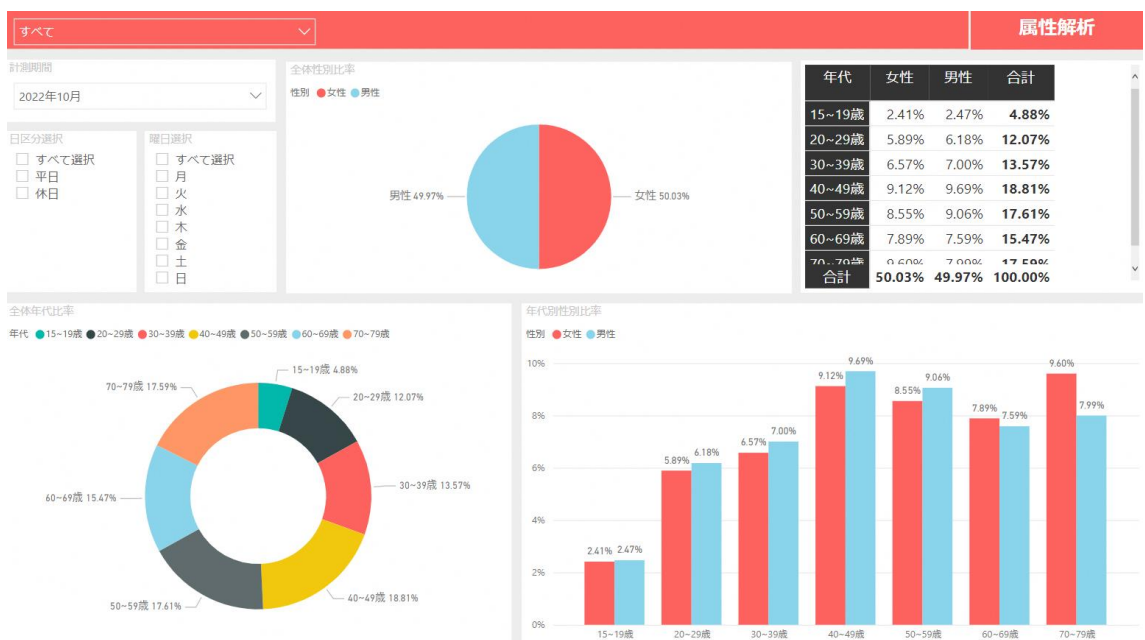 すべて
属性解析
計測期間
2022年10月
日区分選択
すべて選択
平日
休日
曜日選択
すべて選択
月
火
水
木
金
土
日
全体性別比率
性別 女性 男性
男性 49.97%
女性 50.03%
年代 女性 男性 合計
15~19歳 2.41% 2.47% 4.88%
20~29歳 5.89% 6.18% 12.07%
30~39歳 6.57% 7.00% 13.57%
40~49歳 9.12% 9.69% 18.81%
50~59歳 8.55% 9.06% 17.61%
60~69歳 7.89% 7.59% 15.47%
70~79歳 9.60% 7.99% 17.59%
合計 50.03% 49.97% 100.00%
全体年代比率
年代 15~19歳 20~29歳 30~39歳 40~49歳 50~59歳 60~69歳 70~79歳
15~19歳 4.88%
20~29歳 12.07%
30~39歳 13.57%
40~49歳 18.81%
50~59歳 17.61%
60~69歳 15.47%
70~79歳 17.59%
年代別性別比率
性別 女性 男性
10%
8%
6%
4%
2%
0%
2.41% 2.47%
5.89% 6.18%
6.57% 7.00%
9.12% 9.69%
8.55% 9.06%
7.89% 7.59%
9.60% 7.99%
15~19歳 20~29歳 30~39歳 40~49歳 50~59歳 60~69歳 70~79歳